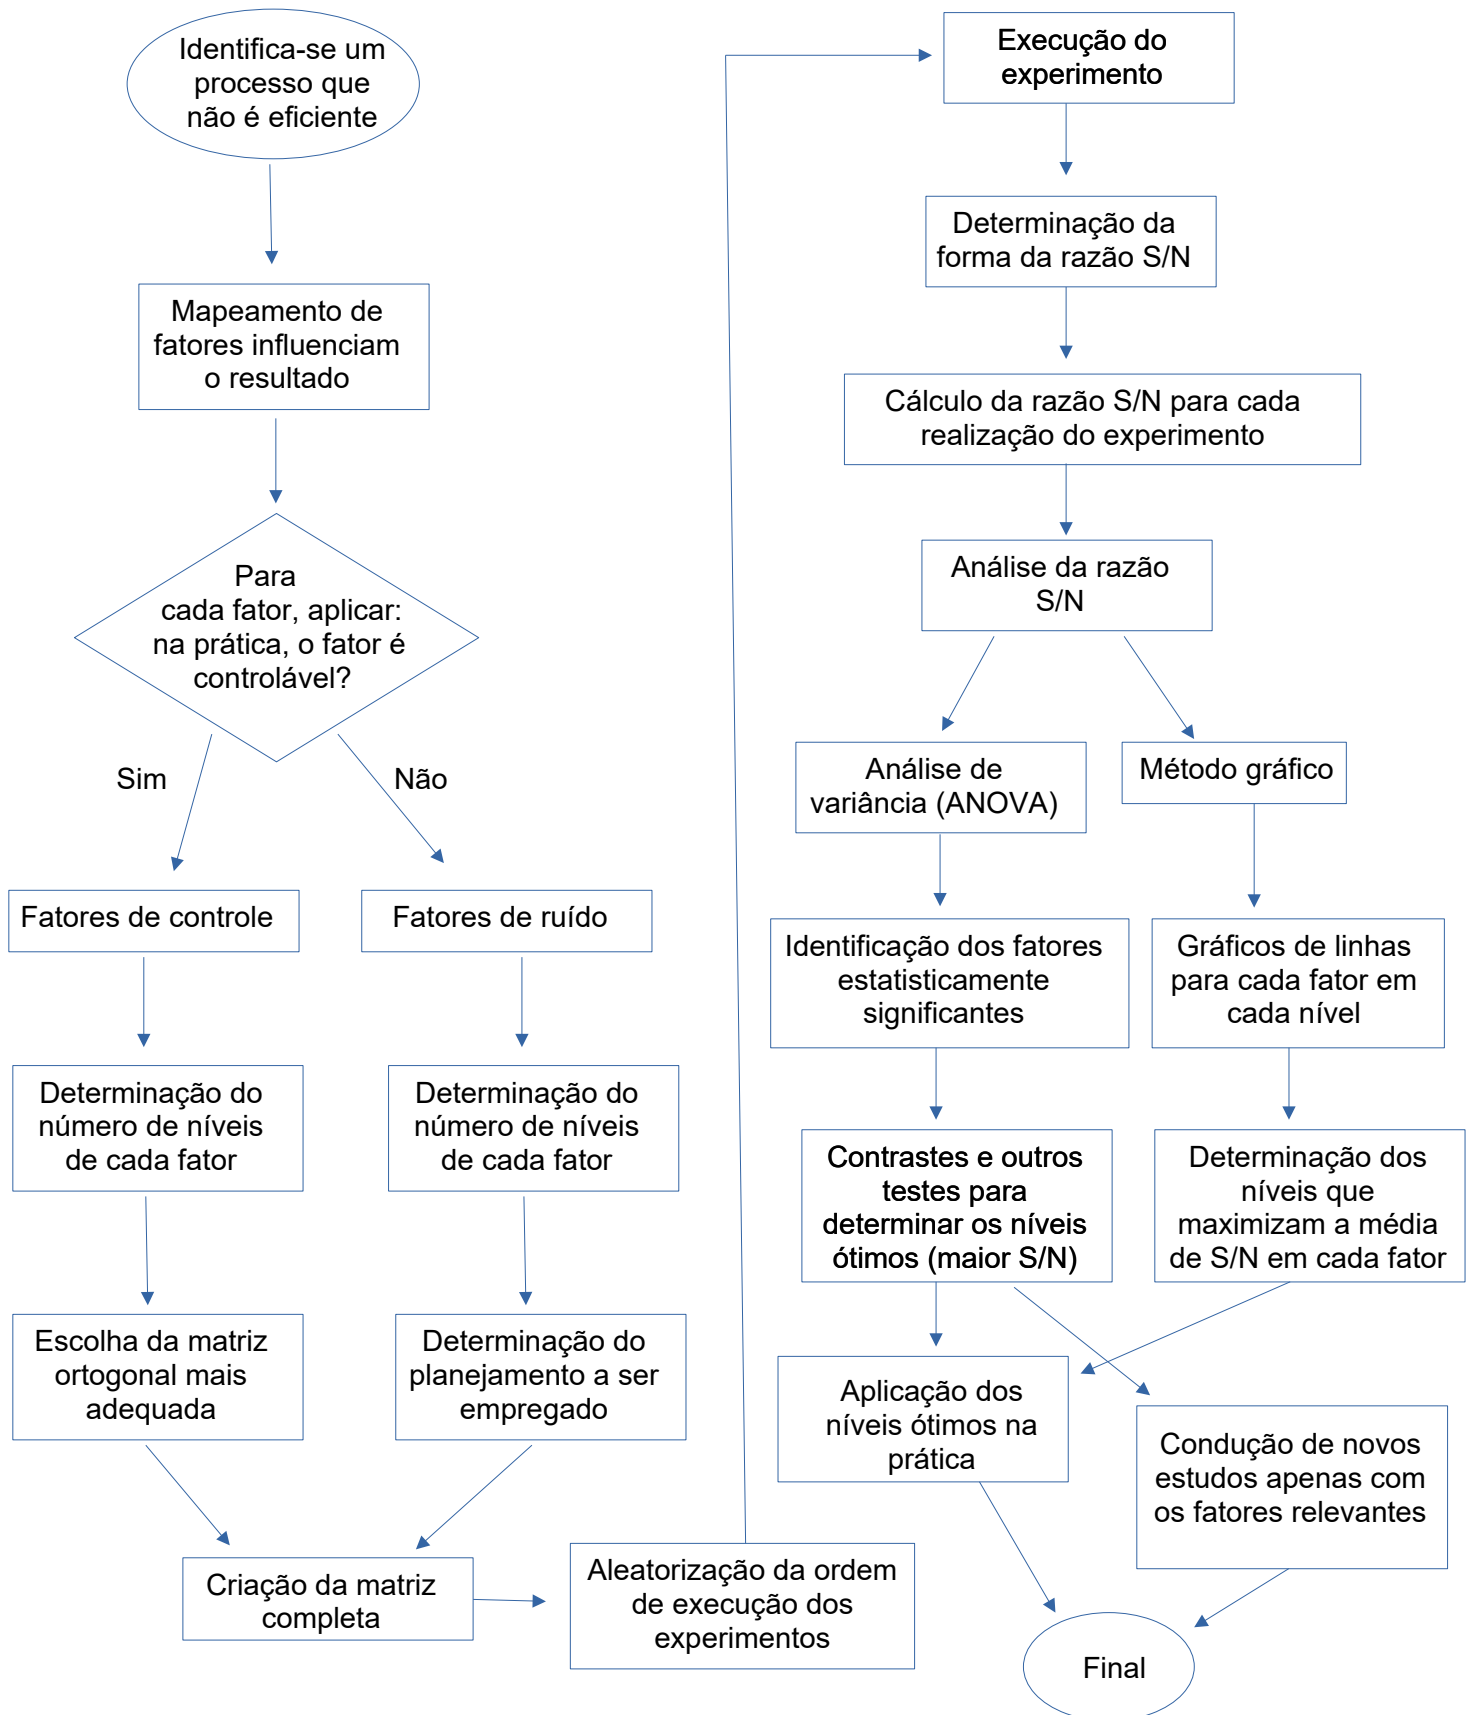 Identifica-se um
processo que
não é eficiente
Mapeamento de
fatores influenciam
o resultado
Para
cada fator, aplicar:
na prática, o fator é
controlável?
Sim
Não
Fatores de controle
Fatores de ruído
Determinação do
número de níveis
de cada fator
Determinação do
número de níveis
de cada fator
Escolha da matriz
ortogonal mais
adequada
Determinação do
planejamento a ser
empregado
Criação da matriz
completa
Aleatorização da ordem
de execução dos
experimentos
Execução do
experimento
Determinação da
forma da razão S/N
Cálculo da razão S/N para cada
realização do experimento
Análise da razão
S/N
Análise de
variância (ANOVA)
Método gráfico
Identificação dos fatores
estatisticamente
significantes
Gráficos de linhas
para cada fator em
cada nível
Contrastes e outros
testes para
determinar os níveis
ótimos (maior S/N)
Determinação dos
níveis que
maximizam a média
de S/N em cada fator
Aplicação dos
níveis ótimos na
prática
Condução de novos
estudos apenas com
os fatores relevantes
Final